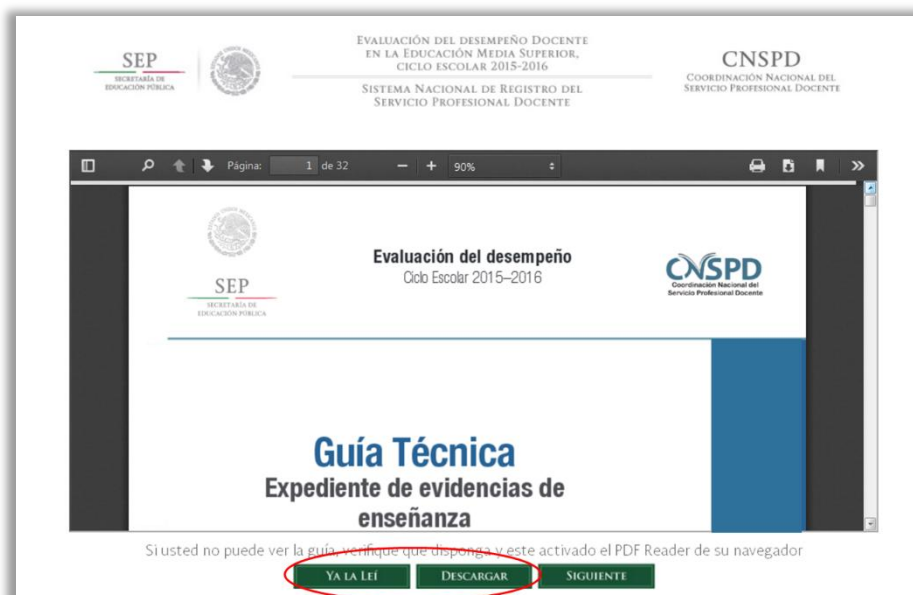 SEP
SECRETARÍA DE
EDUCACIÓN PÚBLICA
EVALUACIÓN DEL DESEMPEÑO DOCENTE
EN LA EDUCACIÓN MEDIA SUPERIOR,
CICLO ESCOLAR 2015-2016
SISTEMA NACIONAL DE REGISTRO DEL
SERVICIO PROFESIONAL DOCENTE
CNSPD
COORDINACIÓN NACIONAL DEL
SERVICIO PROFESIONAL DOCENTE
Página: 1 de 32 90%
SEP
SECRETARÍA DE
EDUCACIÓN PÚBLICA
Evaluación del desempeño
Ciclo Escolar 2015–2016
CNSPD
Coordinación Nacional del
Servicio Profesional Docente
Guía Técnica
Expediente de evidencias de
enseñanza
Si usted no puede ver la guía, verifique que disponga y este activado el PDF Reader de su navegador
YA LA LEÍ DESCARGAR SIGUIENTE